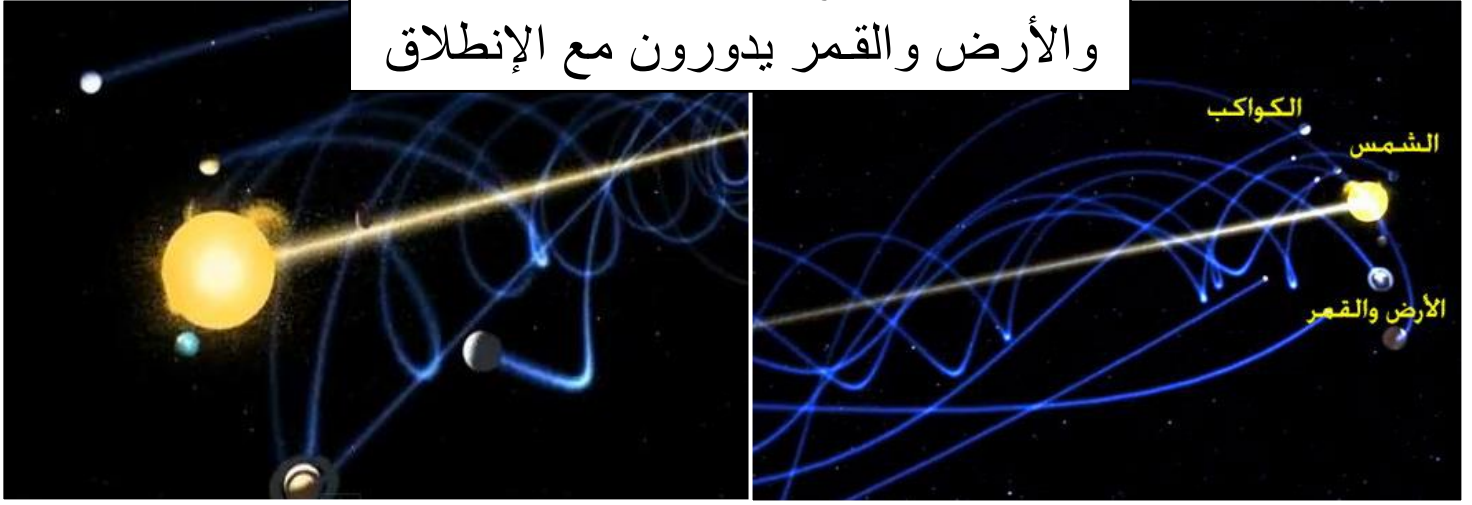 والأرض والقمر يدورون مع الإنطلاق
الكواكب
الشمس
الأرض والقمر